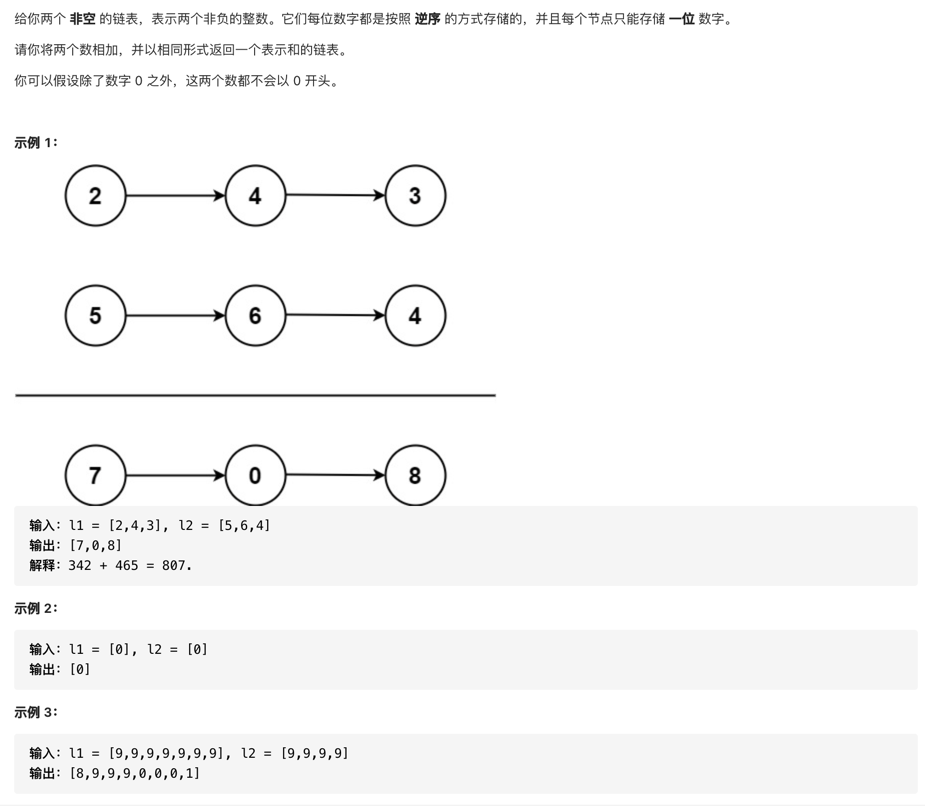 给你两个 非空 的链表，表示两个非负的整数。它们每位数字都是按照 逆序 的方式存储的，并且每个节点只能存储 一位 数字。
请你将两个数相加，并以相同形式返回一个表示和的链表。
你可以假设除了数字 0 之外，这两个数都不会以 0 开头。
示例 1：
2 4 3
5 6 4
7 0 8
输入：l1 = [2,4,3], l2 = [5,6,4]
输出：[7,0,8]
解释：342 + 465 = 807.
示例 2：
输入：l1 = [0], l2 = [0]
输出：[0]
示例 3：
输入：l1 = [9,9,9,9,9,9,9], l2 = [9,9,9,9]
输出：[8,9,9,9,0,0,0,1]